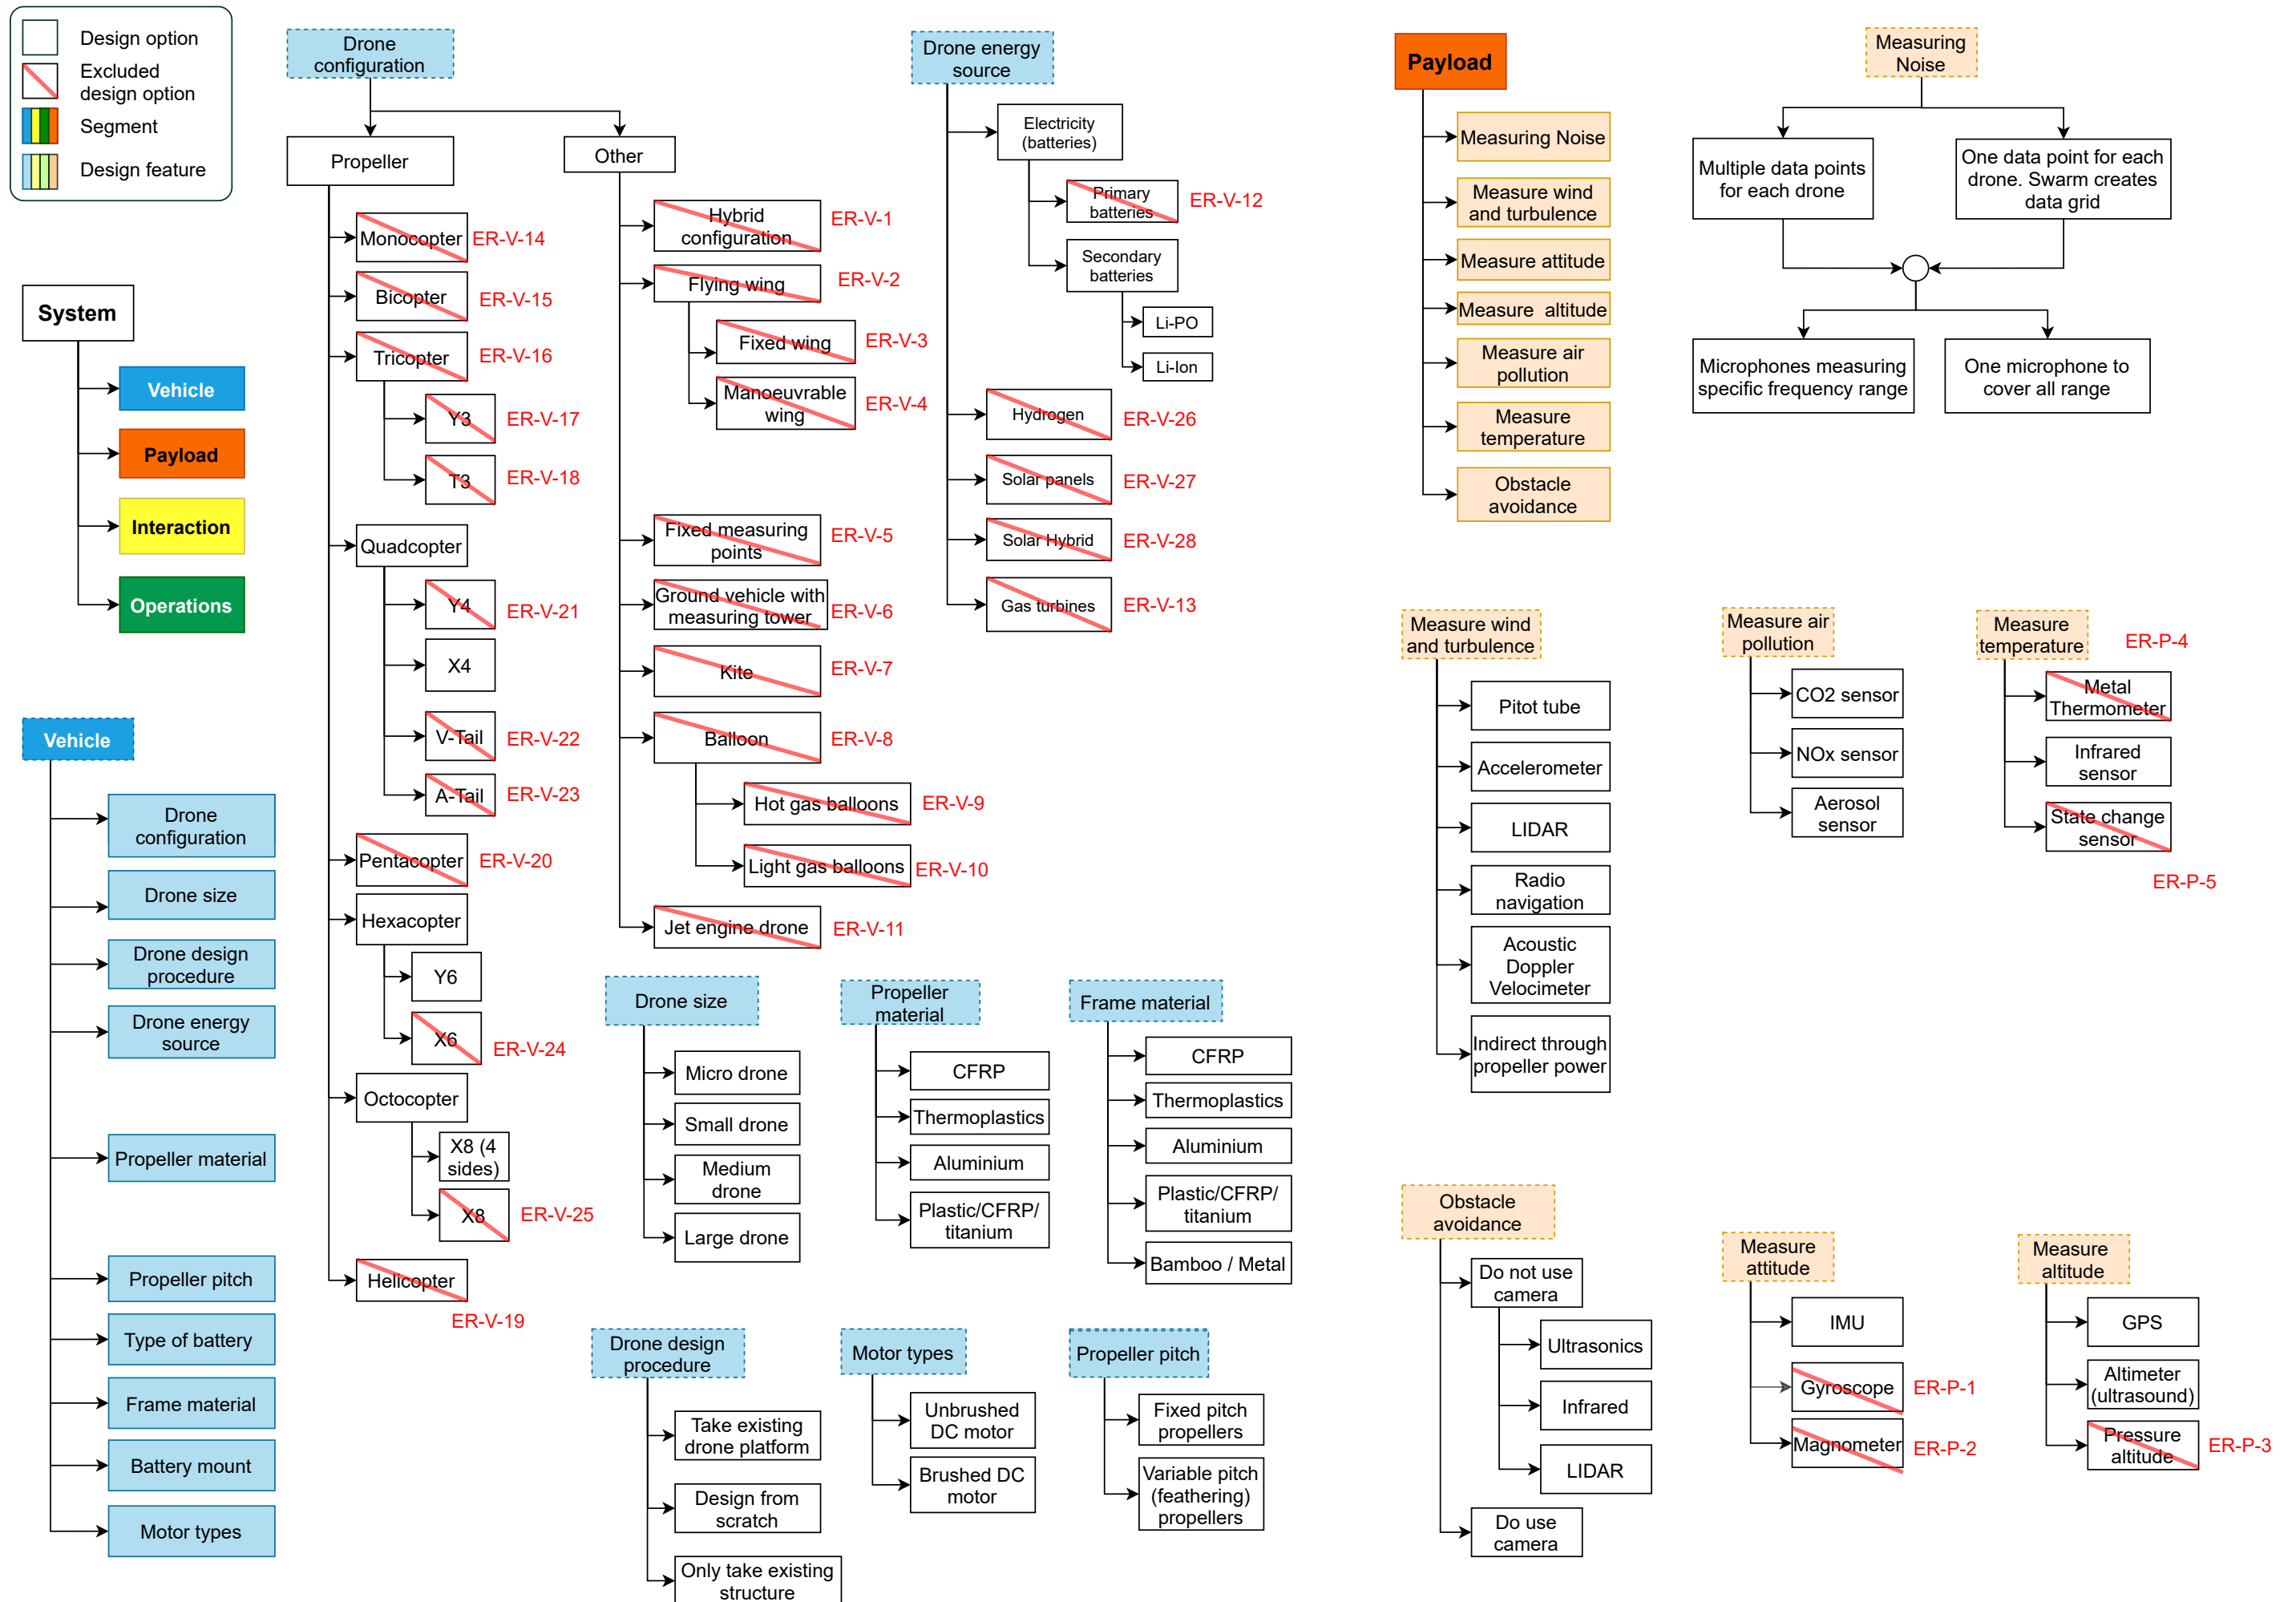 Design option
Excluded
design option
Segment
Design feature
System
Vehicle
Payload
Interaction
Operations
Vehicle
Drone
configuration
Drone size
Drone design
procedure
Drone energy
source
Propeller material
Propeller pitch
Type of battery
Frame material
Battery mount
Motor types
Drone
configuration
Propeller
Monocopter
ER-V-14
Bicopter
ER-V-15
Tricopter
ER-V-16
Y3
ER-V-17
T3
ER-V-18
Quadcopter
Y4
ER-V-21
X4
V-Tail
ER-V-22
A-Tail
ER-V-23
Pentacopter
ER-V-20
Hexacopter
Y6
X6
ER-V-24
Octocopter
X8 (4
sides)
X8
ER-V-25
Helicopter
ER-V-19
Other
Hybrid
configuration
ER-V-1
Flying wing
ER-V-2
Fixed wing
ER-V-3
Manoeuvrable
wing
ER-V-4
Fixed measuring
points
ER-V-5
Ground vehicle with
measuring tower
ER-V-6
Kite
ER-V-7
Balloon
ER-V-8
Hot gas balloons
ER-V-9
Light gas balloons
ER-V-10
Jet engine drone
ER-V-11
Drone energy
source
Electricity
(batteries)
Primary
batteries
ER-V-12
Secondary
batteries
Li-PO
Li-Ion
Hydrogen
ER-V-26
Solar panels
ER-V-27
Solar Hybrid
ER-V-28
Gas turbines
ER-V-13
Drone size
Micro drone
Small drone
Medium
drone
Large drone
Propeller
material
CFRP
Thermoplastics
Aluminium
Plastic/CFRP/
titanium
Frame material
CFRP
Thermoplastics
Aluminium
Plastic/CFRP/
titanium
Bamboo / Metal
Drone design
procedure
Take existing
drone platform
Design from
scratch
Only take existing
structure
Motor types
Unbrushed
DC motor
Brushed DC
motor
Propeller pitch
Fixed pitch
propellers
Variable pitch
(feathering)
propellers
Payload
Measuring Noise
Measure wind
and turbulence
Measure attitude
Measure altitude
Measure air
pollution
Measure
temperature
Obstacle
avoidance
Measuring
Noise
Multiple data points
for each drone
One data point for each
drone. Swarm creates
data grid
Microphones measuring
specific frequency range
One microphone to
cover all range
Measure wind
and turbulence
Pitot tube
Accelerometer
LIDAR
Radio
navigation
Acoustic
Doppler
Velocimeter
Indirect through
propeller power
Measure air
pollution
CO2 sensor
NOx sensor
Aerosol
sensor
Measure
temperature
ER-P-4
Metal
Thermometer
Infrared
sensor
State change
sensor
ER-P-5
Obstacle
avoidance
Do not use
camera
Ultrasonics
Infrared
LIDAR
Do use
camera
Measure
attitude
IMU
Gyroscope
ER-P-1
Magnometer
ER-P-2
Measure
altitude
GPS
Altimeter
(ultrasound)
Pressure
altitude
ER-P-3